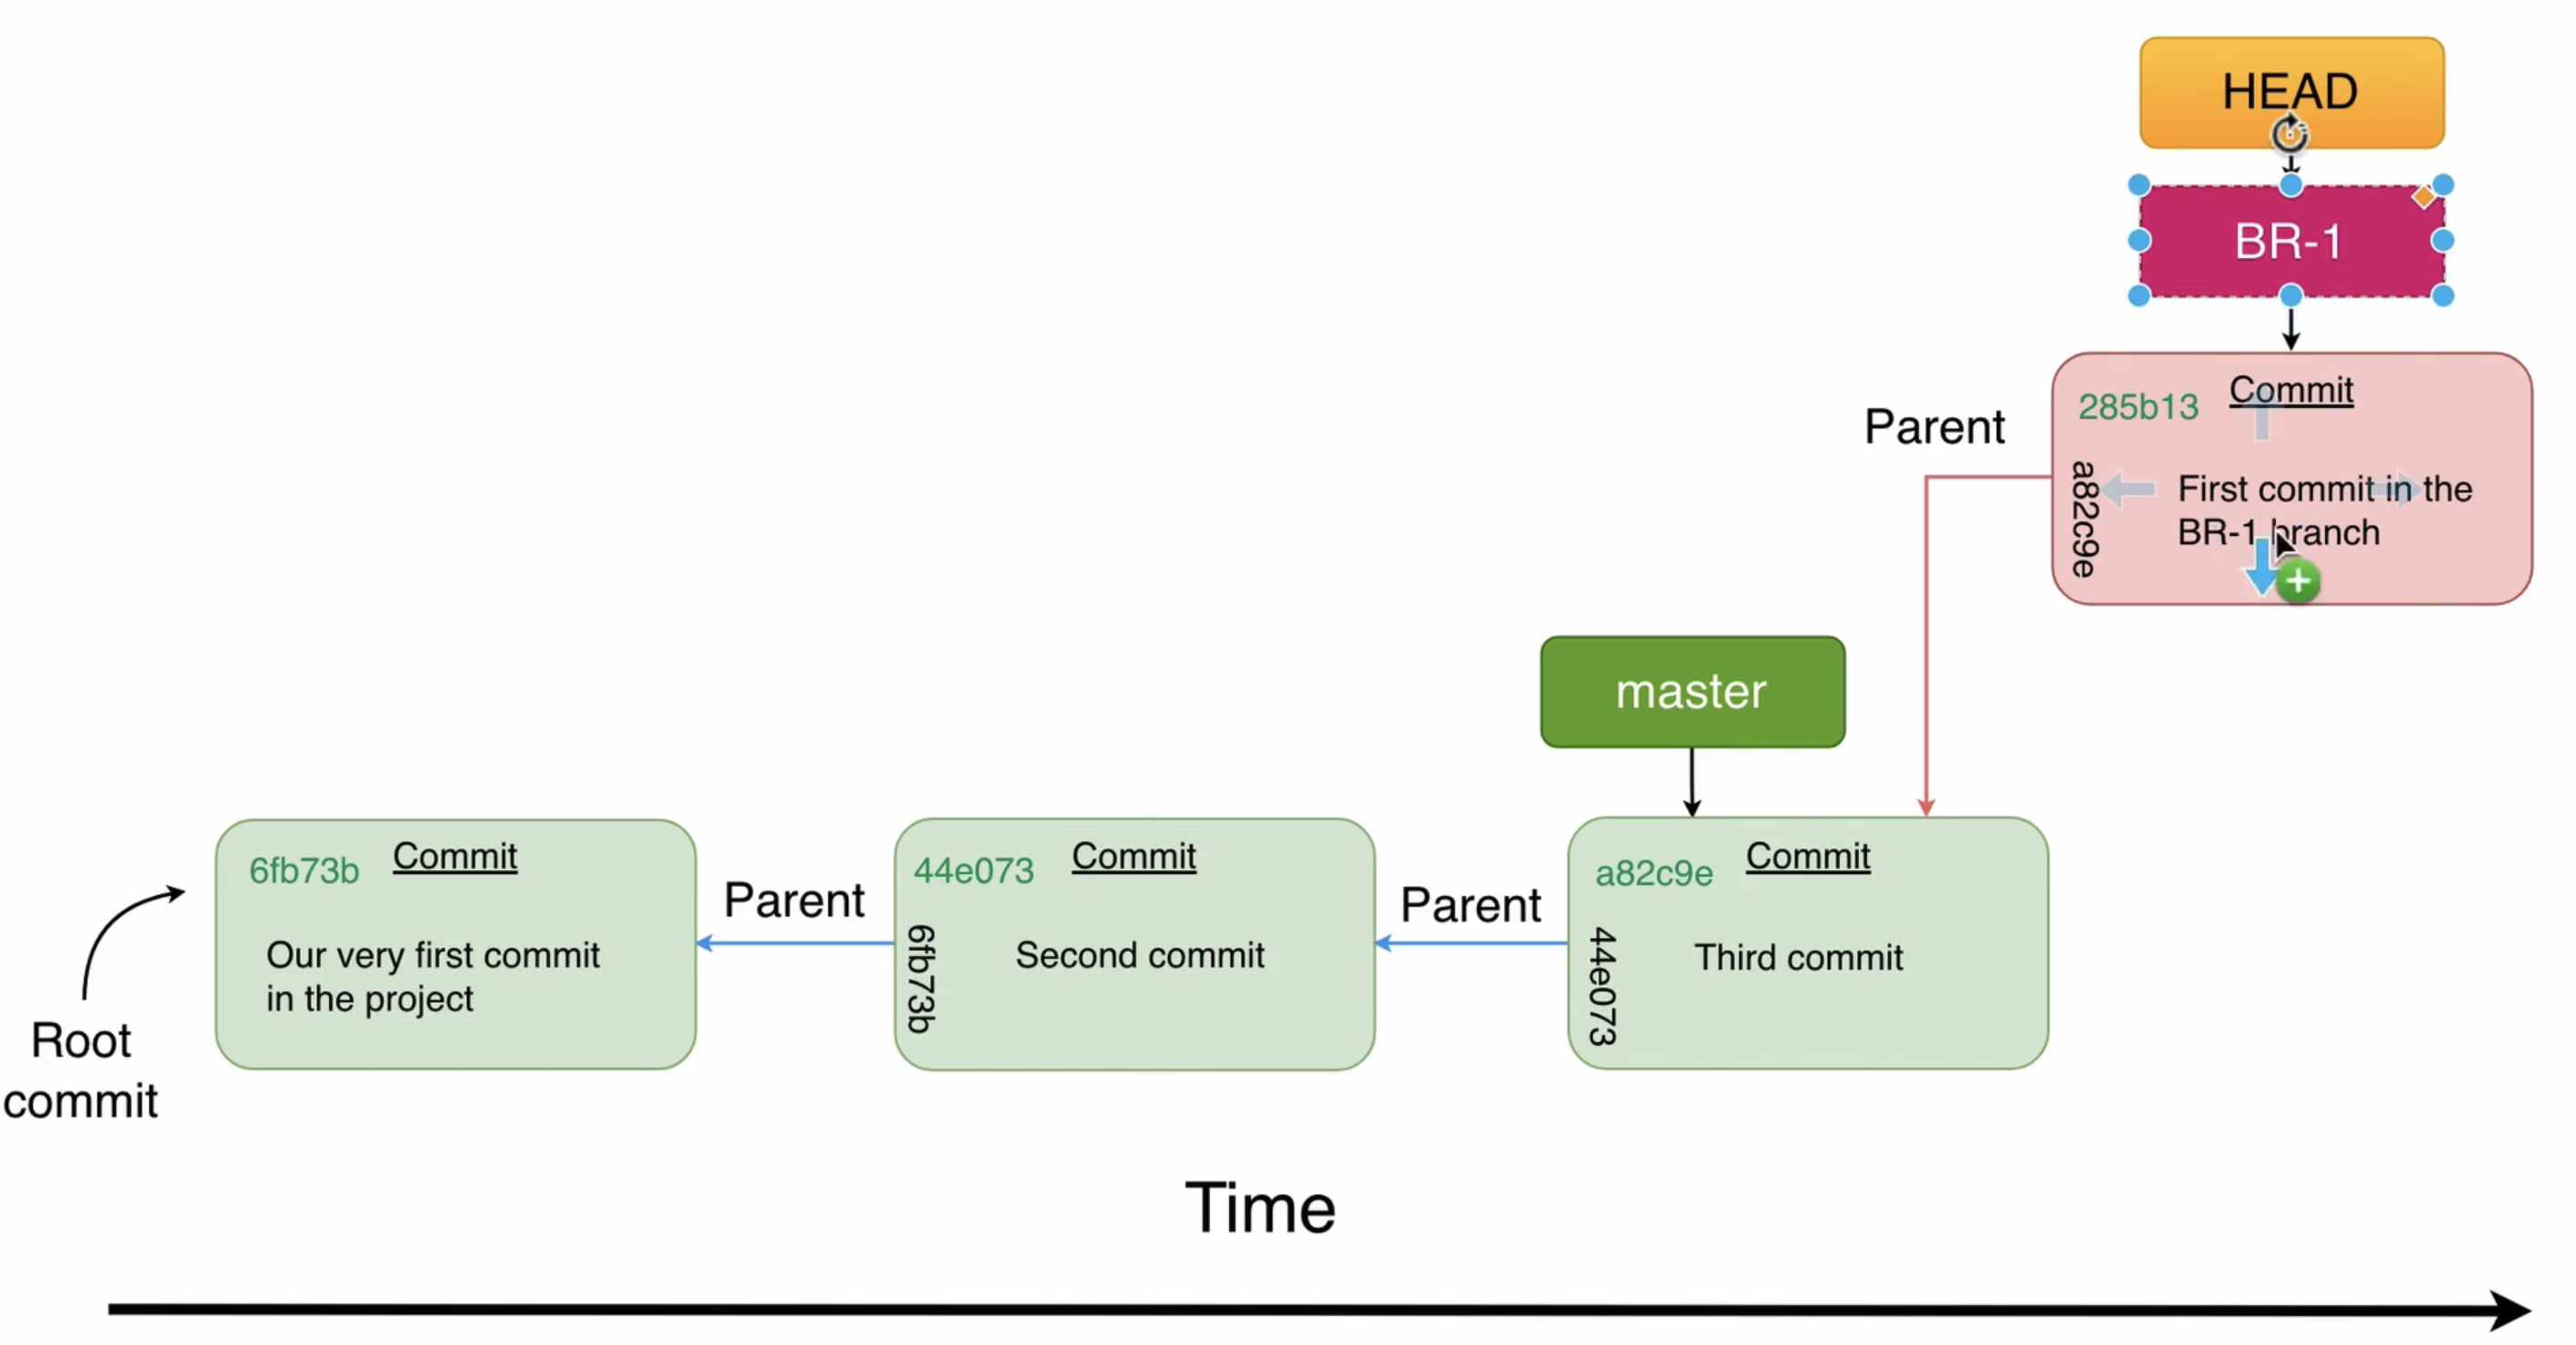 HEAD
BR-1
Parent
285b13
Commit
a82c9e
First commit in the
BR-1 branch
master
6fb73b
Commit
Our very first commit
in the project
Parent
44e073
Commit
6fb73b
Second commit
Parent
a82c9e
Commit
44e073
Third commit
Root
commit
Time